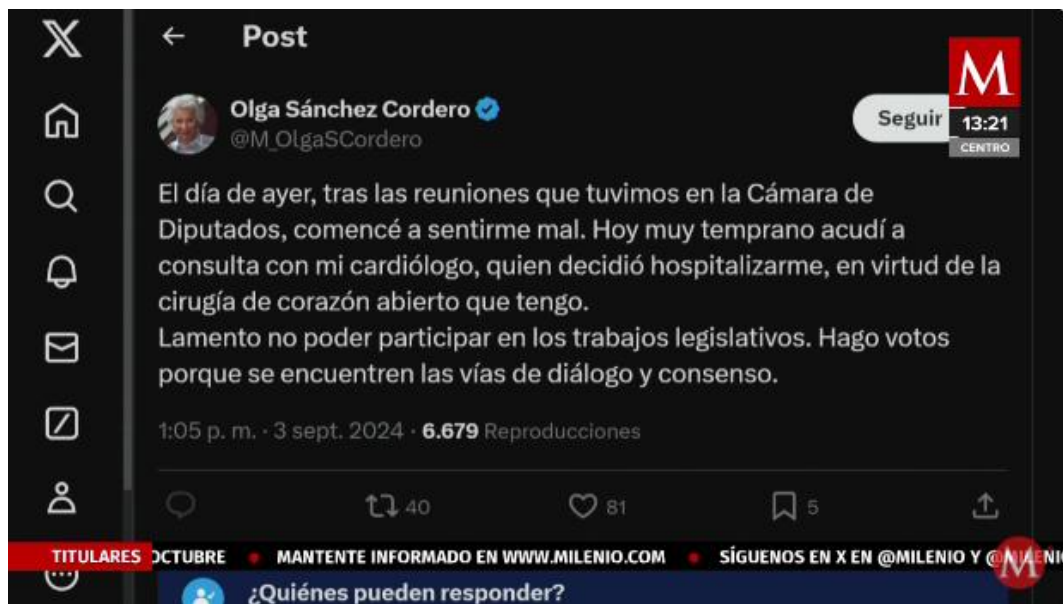 Post
Olga Sánchez Cordero
@M_OlgaSCordero
Seguir
M
13:21
CENTRO
El día de ayer, tras las reuniones que tuvimos en la Cámara de
Diputados, comencé a sentirme mal. Hoy muy temprano acudí a
consulta con mi cardiólogo, quien decidió hospitalizarme, en virtud de la
cirugía de corazón abierto que tengo.
Lamento no poder participar en los trabajos legislativos. Hago votos
porque se encuentren las vías de diálogo y consenso.
1:05 p. m. · 3 sept. 2024 · 6.679 Reproducciones
40 81 5
TITULARES OCTUBRE • MANTENTE INFORMADO EN WWW.MILENIO.COM • SÍGUENOS EN X EN @MILENIO Y
M
¿Quiénes pueden responder?